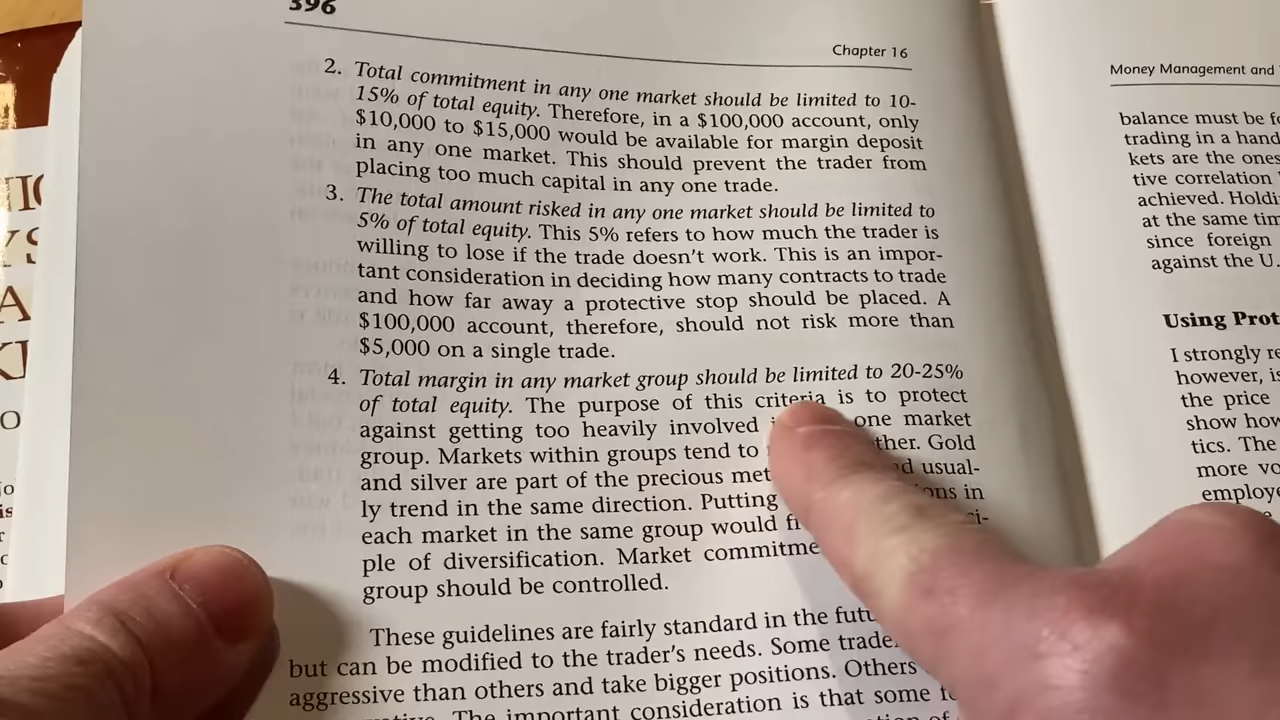 396
Chapter 16
2. Total commitment in any one market should be limited to 10-
15% of total equity. Therefore, in a $100,000 account, only
$10,000 to $15,000 would be available for margin deposit
in any one market. This should prevent the trader from
placing too much capital in any one trade.
3. The total amount risked in any one market should be limited to
5% of total equity. This 5% refers to how much the trader is
willing to lose if the trade doesn't work. This is an impor-
tant consideration in deciding how many contracts to trade
and how far away a protective stop should be placed. A
$100,000 account, therefore, should not risk more than
$5,000 on a single trade.
4. Total margin in any market group should be limited to 20-25%
of total equity. The purpose of this criteria is to protect
against getting too heavily involved one market
group. Markets within groups tend to
Gold
and silver are part of the precious usual-
ly trend in the same direction. Putting in
each market in the same group would
ple of diversification. Market
group should be controlled.
These guidelines are fairly standard in the
but can be modified to the trader's needs. Some
aggressive than others and take bigger positions. Others
The important consideration is that some
Money Management and
balance must be
trading in a
kets are the ones
tive correlation
achieved.
at the same
since foreign
against the
Using
I strongly
however,
the price
show
tics. The
more